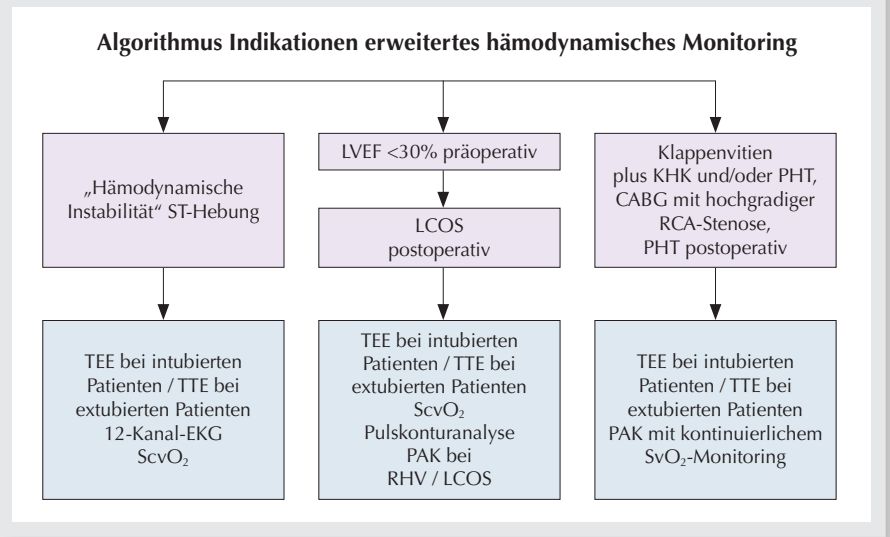 Algorithmus Indikationen erweitertes hämodynamisches Monitoring
„Hämodynamische
Instabilität“ ST-Hebung
LVEF <30% präoperativ
LCOS
postoperativ
Klappenvitien
plus KHK und/oder PHT,
CABG mit hochgradiger
RCA-Stenose,
PHT postoperativ
TEE bei intubierten
Patienten / TTE bei
extubierten Patienten
12-Kanal-EKG
ScvO₂
TEE bei intubierten
Patienten / TTE bei
extubierten Patienten
ScvO₂
Pulskonturanalyse
PAK bei
RHV / LCOS
TEE bei intubierten
Patienten / TTE bei
extubierten Patienten
PAK mit kontinuierlichem
SvO₂-Monitoring